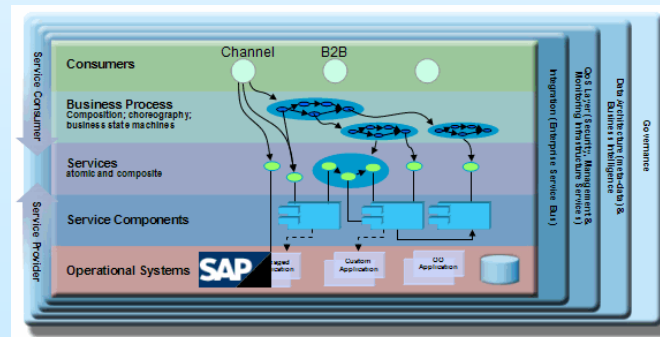 Channel
B2B
Consumers
Business Process
Composition; choreography;
business state machines
Services
atomic and composite
Service Components
Operational Systems
SAP
Application
Custom
Application
OO
Application
Service Consumer
Service Provider
Integration (Enterprise Service Bus)
QoS Layer (Security, Management &
Monitoring Infrastructure Services)
Data Architecture (meta-data) &
Business Intelligence
Governance